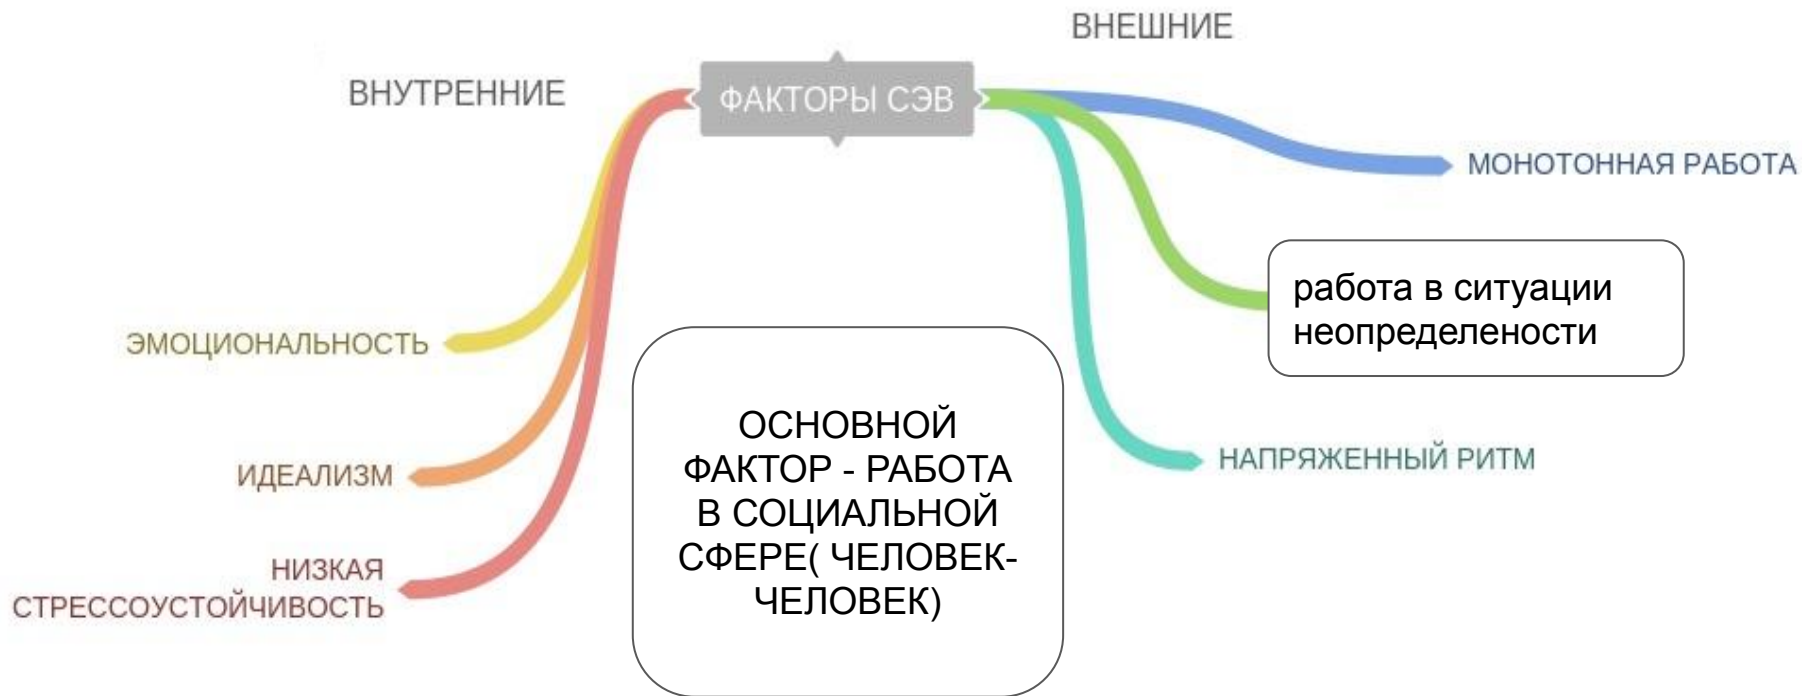 ВНЕШНИЕ
ВНУТРЕННИЕ
ФАКТОРЫ СЭВ
МОНОТОННАЯ РАБОТА
работа в ситуации
неопределености
ЭМОЦИОНАЛЬНОСТЬ
ИДЕАЛИЗМ
НИЗКАЯ
СТРЕССОУСТОЙЧИВОСТЬ
ОСНОВНОЙ
ФАКТОР - РАБОТА
В СОЦИАЛЬНОЙ
СФЕРЕ( ЧЕЛОВЕК-
ЧЕЛОВЕК)
НАПРЯЖЕННЫЙ РИТМ